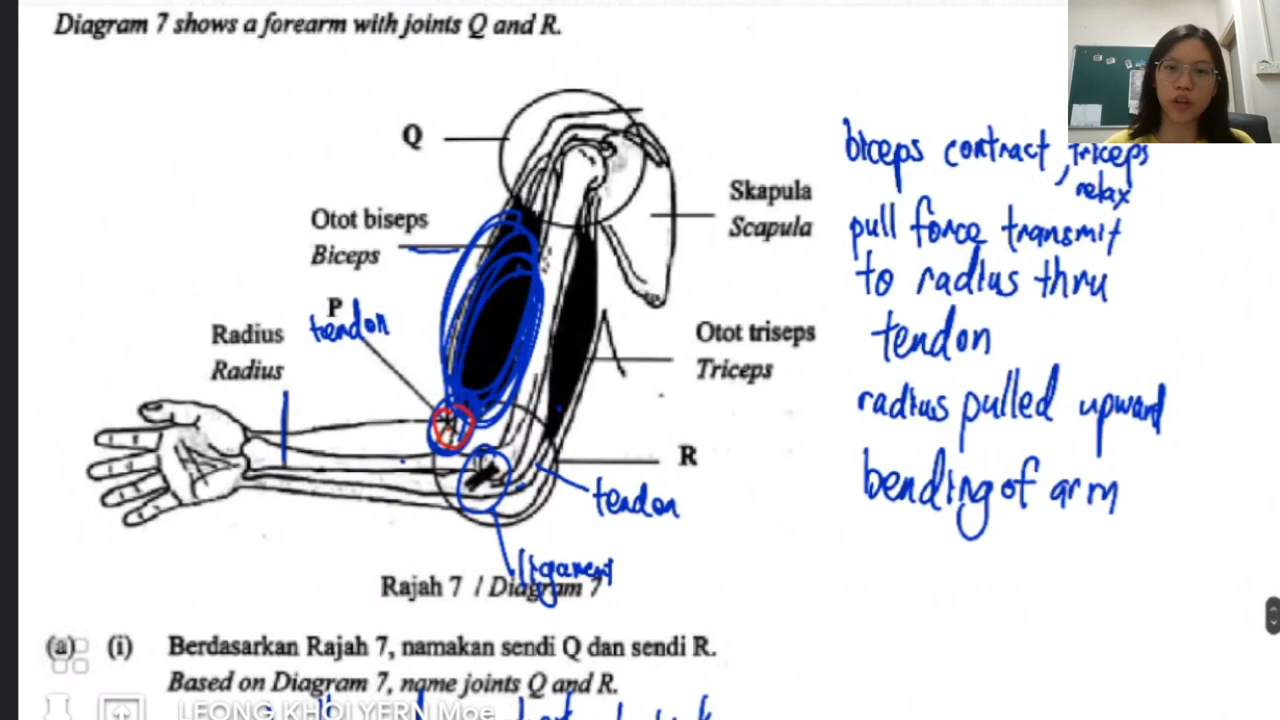 Diagram 7 shows a forearm with joints Q and R.
Q
Otot biseps
Biceps
P
tendon
Radius
Radius
Skapula
Scapula
Otot triseps
Triceps
R
tendon
ligament
Rajah 7 / Diagram 7
biceps contract, triceps
relax
pull force transmit
to radius thru
tendon
radius pulled upward
bending of arm
(a) (i) Berdasarkan Rajah 7, namakan sendi Q dan sendi R.
Based on Diagram 7, name joints Q and R.
LEONG KHOI YERN Moe